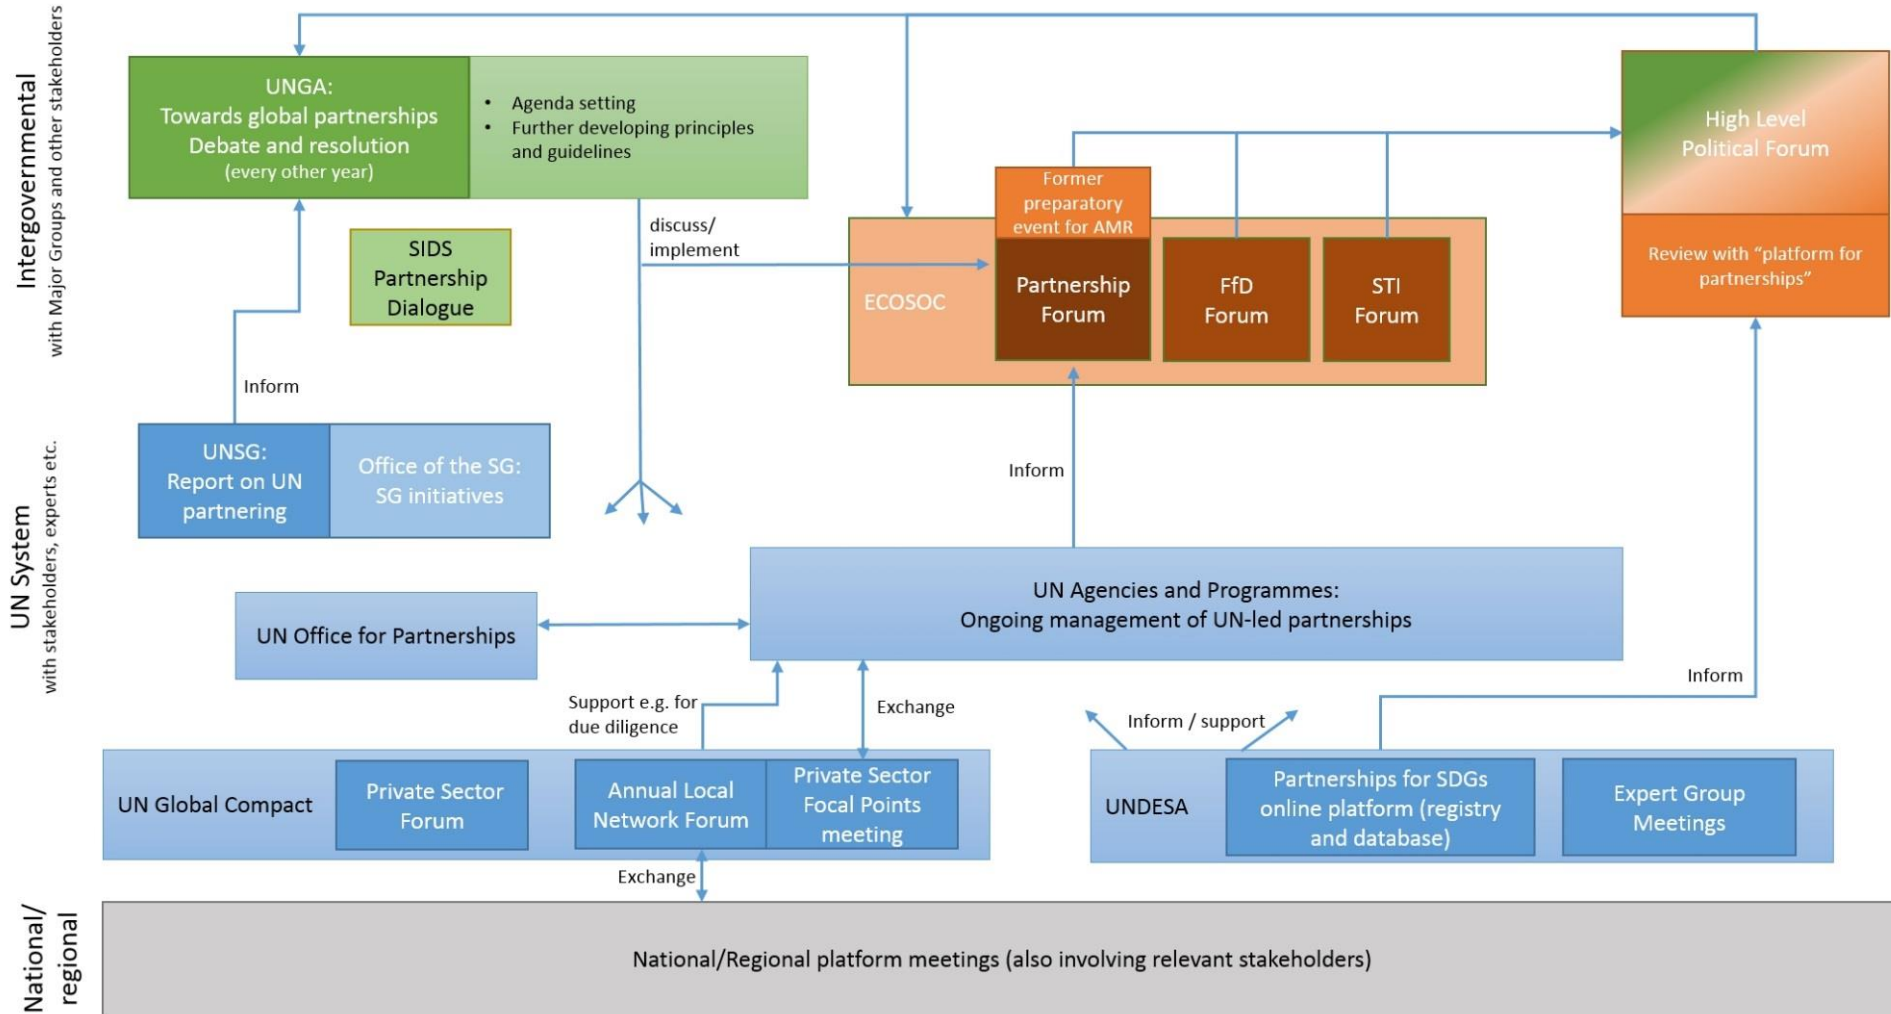 Intergovernmental
with Major Groups and other stakeholders
UNGA:
Towards global partnerships
Debate and resolution
(every other year)
• Agenda setting
• Further developing principles
and guidelines
SIDS
Partnership
Dialogue
discuss/
implement
Former
preparatory
event for AMR
ECOSOC
Partnership
Forum
FfD
Forum
STI
Forum
High Level
Political Forum
Review with “platform for
partnerships”
Inform
UN System
with stakeholders, experts etc.
UNSG:
Report on UN
partnering
Office of the SG:
SG initiatives
Inform
UN Agencies and Programmes:
Ongoing management of UN-led partnerships
UN Office for Partnerships
Support e.g. for
due diligence
Exchange
Inform / support
Inform
UN Global Compact
Private Sector
Forum
Annual Local
Network Forum
Private Sector
Focal Points
meeting
UNDESA
Partnerships for SDGs
online platform (registry
and database)
Expert Group
Meetings
Exchange
National/
regional
National/Regional platform meetings (also involving relevant stakeholders)